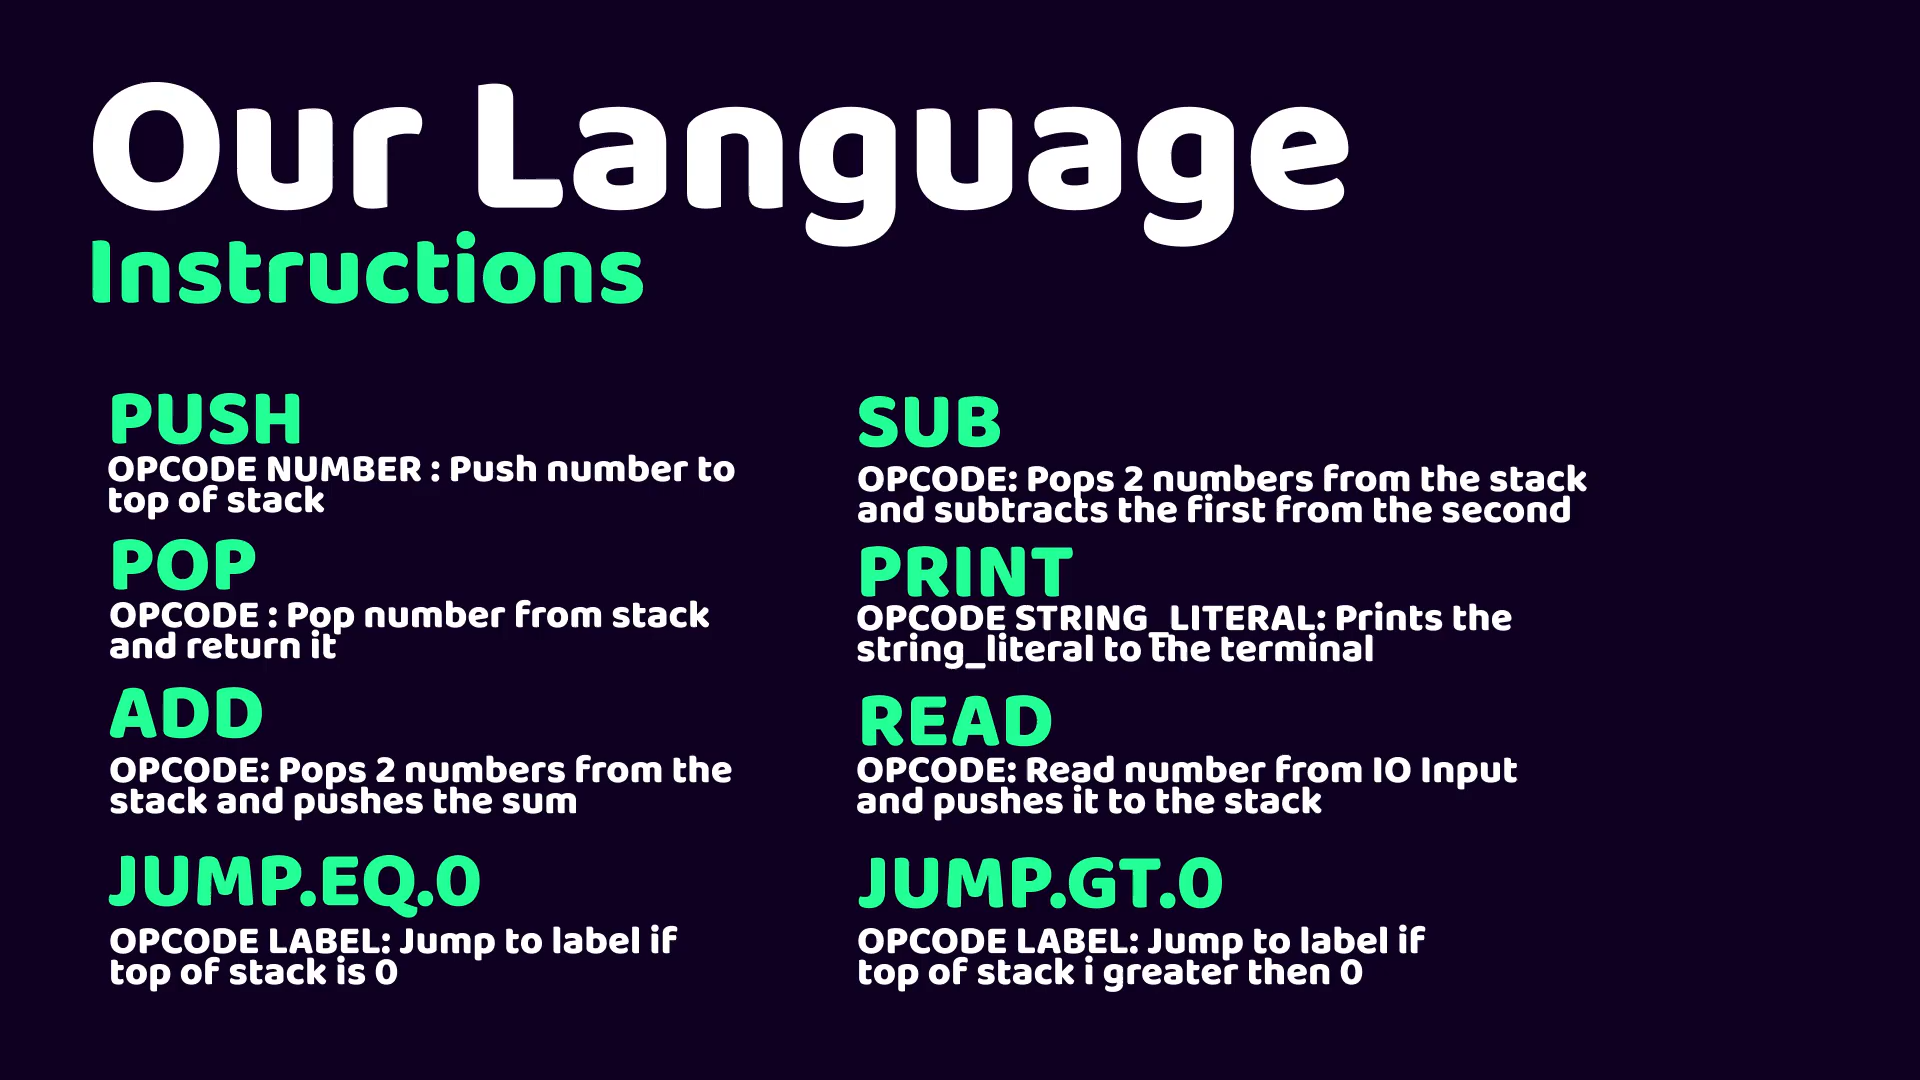 Our Language
Instructions
PUSH
OPCODE NUMBER : Push number to
top of stack
POP
OPCODE : Pop number from stack
and return it
ADD
OPCODE: Pops 2 numbers from the
stack and pushes the sum
JUMP.EQ.0
OPCODE LABEL: Jump to label if
top of stack is 0
SUB
OPCODE: Pops 2 numbers from the stack
and subtracts the first from the second
PRINT
OPCODE STRING_LITERAL: Prints the
string_literal to the terminal
READ
OPCODE: Read number from IO Input
and pushes it to the stack
JUMP.GT.0
OPCODE LABEL: Jump to label if
top of stack i greater then 0